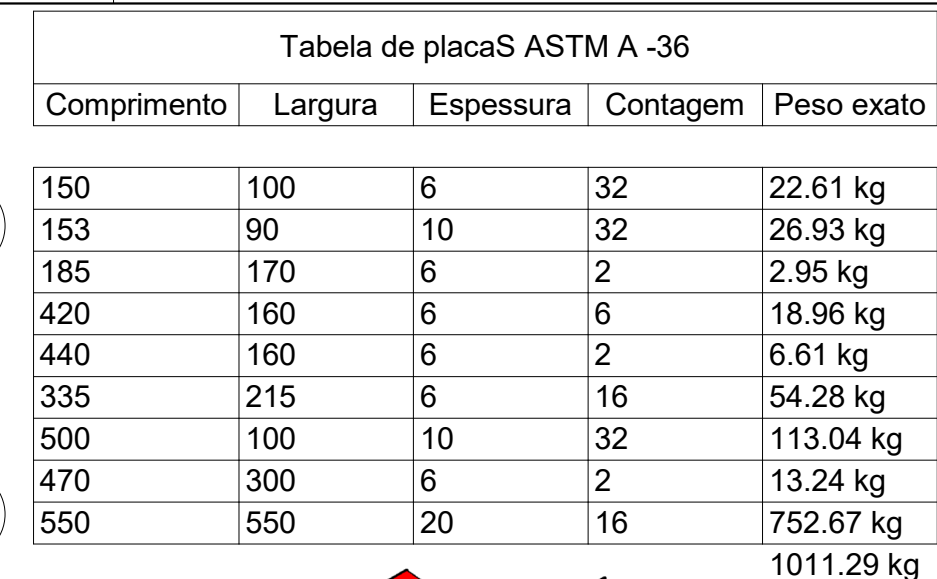 Tabela de placaS ASTM A -36
Comprimento Largura Espessura Contagem Peso exato
150 100 6 32 22.61 kg
153 90 10 32 26.93 kg
185 170 6 2 2.95 kg
420 160 6 6 18.96 kg
440 160 6 2 6.61 kg
335 215 6 16 54.28 kg
500 100 10 32 113.04 kg
470 300 6 2 13.24 kg
550 550 20 16 752.67 kg
1011.29 kg